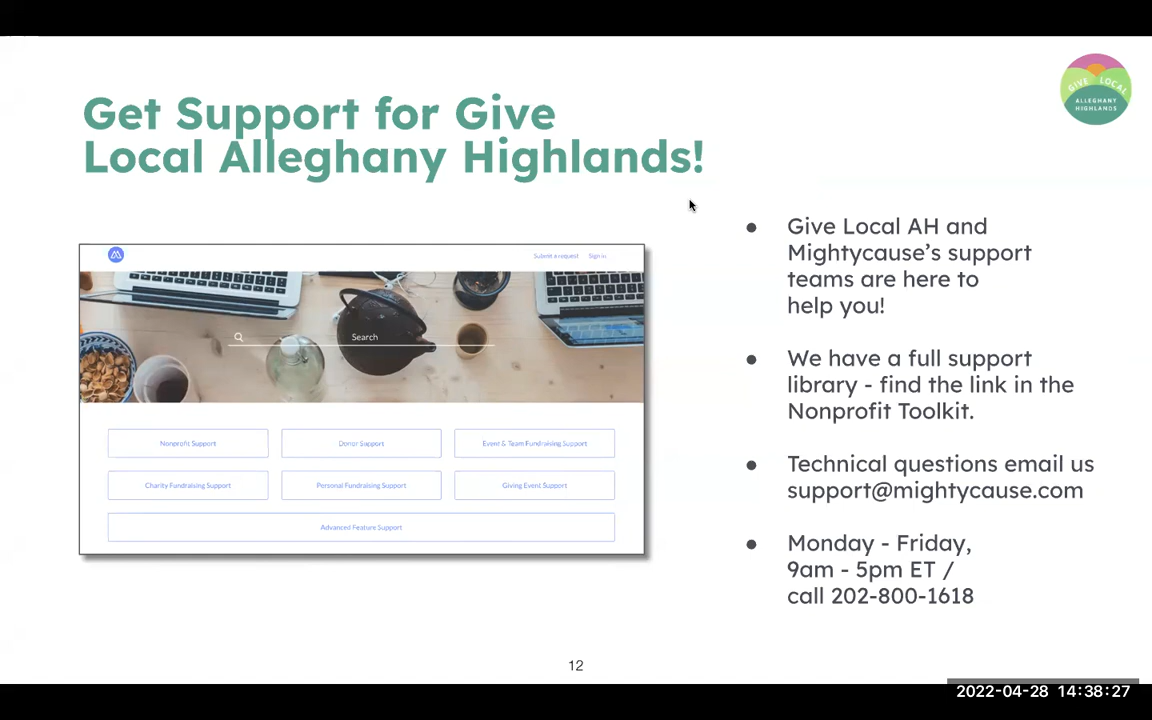 GIVE LOCAL
ALLEGHANY
HIGHLANDS
Get Support for Give
Local Alleghany Highlands!
Submit a request Sign in
Search
Nonprofit Support Donor Support Event & Team Fundraising Support
Charity Fundraising Support Personal Fundraising Support Giving Event Support
Advanced Feature Support
● Give Local AH and
Mightycause’s support
teams are here to
help you!
● We have a full support
library - find the link in the
Nonprofit Toolkit.
● Technical questions email us
support@mightycause.com
● Monday - Friday,
9am - 5pm ET /
call 202-800-1618
12
2022-04-28 14:38:27